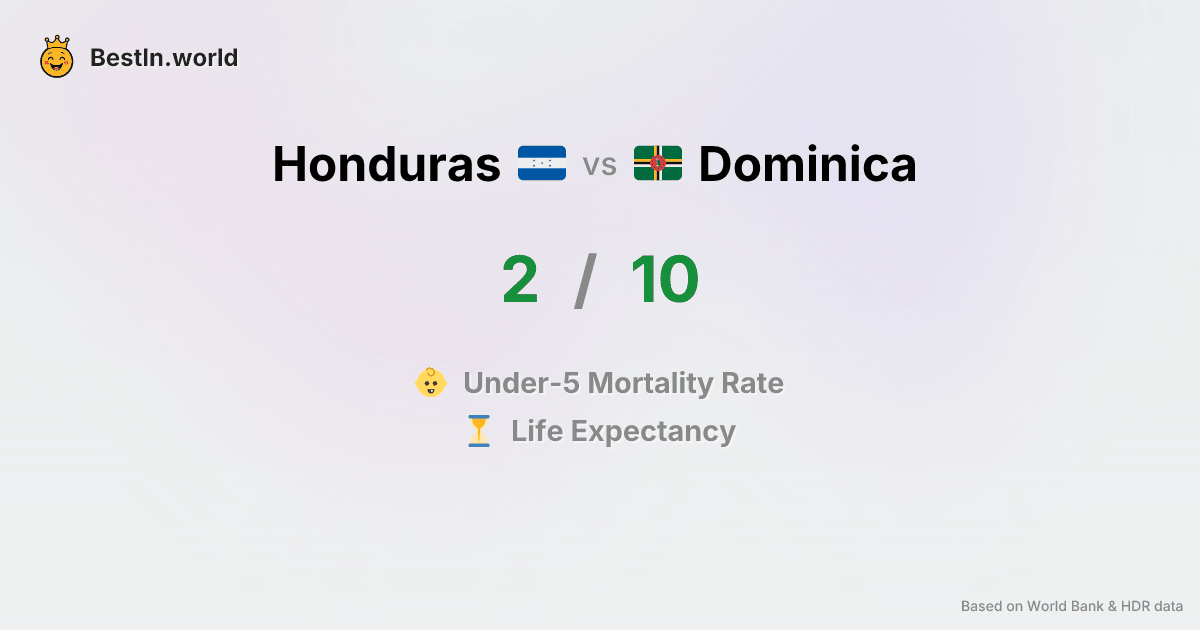 BestIn.world
Honduras vs Dominica
2 / 10
Under-5 Mortality Rate
Life Expectancy
Based on World Bank & HDR data